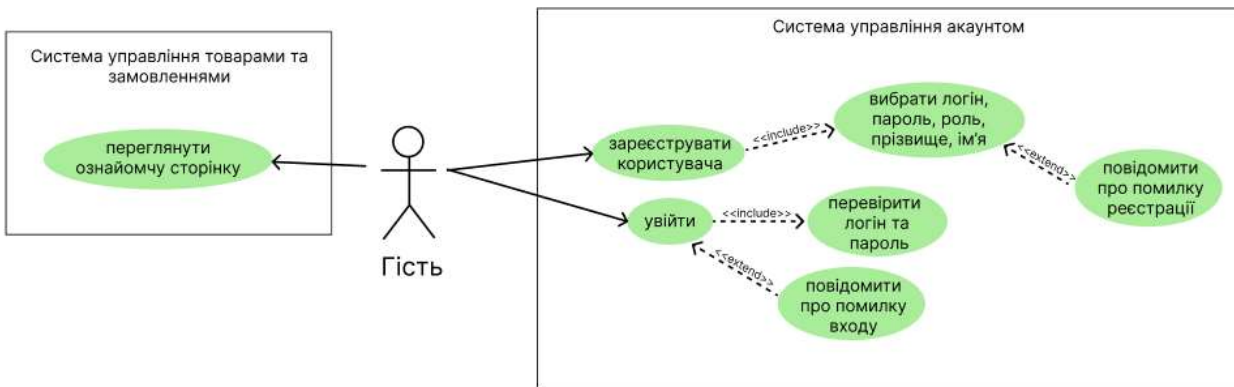 Система управління товарами та
замовленнями
переглянути
ознайомчу сторінку
Гість
Система управління акаунтом
зареєструвати
користувача
<<include>>
вибрати логін,
пароль, роль,
прізвище, ім'я
<<extend>>
повідомити
про помилку
реєстрації
увійти
<<include>>
перевірити
логін та
пароль
<<extend>>
повідомити
про помилку
входу